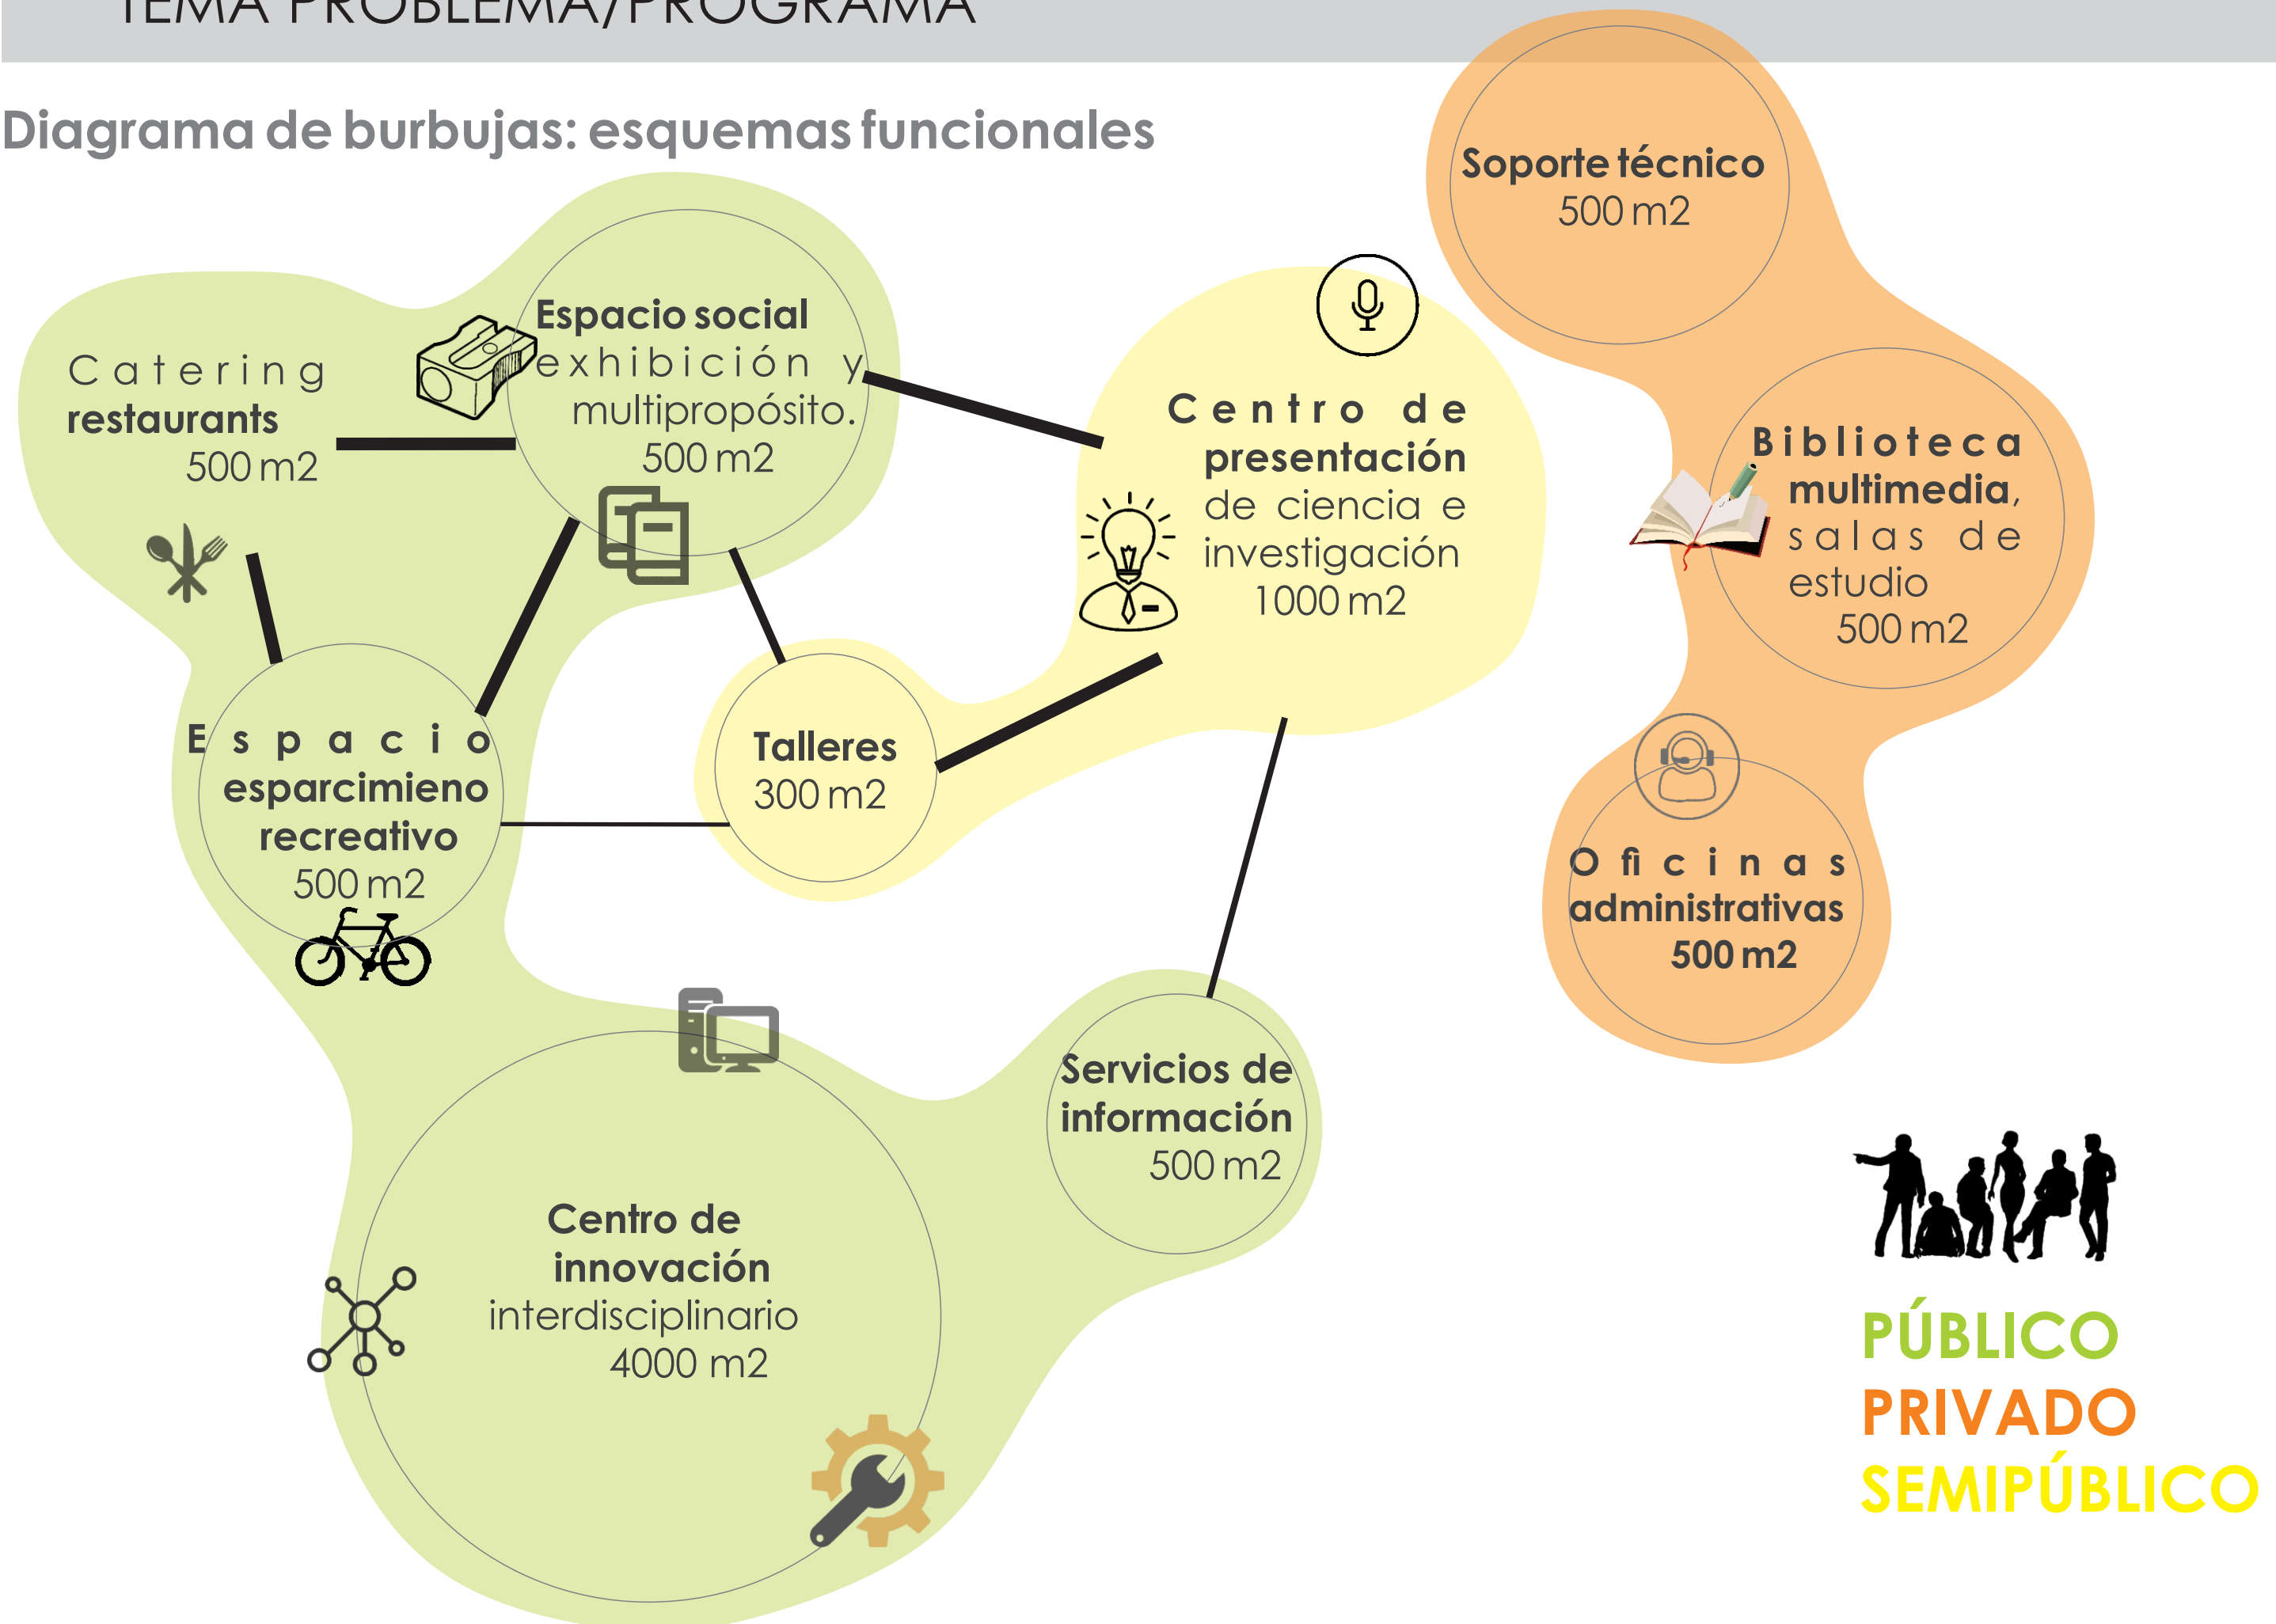 TEMA PROBLEMA/PROGRAMA
Diagrama de burbujas: esquemas funcionales
Soporte técnico
500 m2
Espacio social
exhibición y
multipropósito.
500 m2
Catering
restaurants
500 m2
Centro de
presentación
de ciencia e
investigación
1000 m2
Biblioteca
multimedia,
salas de
estudio
500 m2
Espacio
esparcimieno
recreativo
500 m2
Talleres
300 m2
Oficinas
administrativas
500 m2
Servicios de
información
500 m2
Centro de
innovación
interdisciplinario
4000 m2
PÚBLICO
PRIVADO
SEMIPÚBLICO